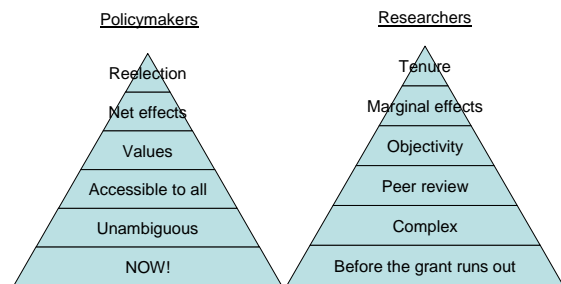 Policymakers
Reelection
Net effects
Values
Accessible to all
Unambiguous
NOW!
Researchers
Tenure
Marginal effects
Objectivity
Peer review
Complex
Before the grant runs out